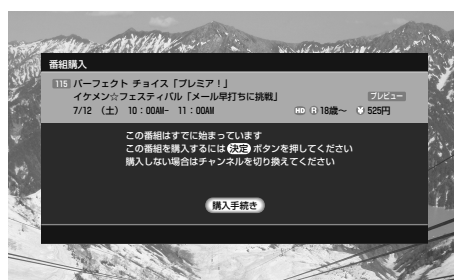 番組購入
115 パーフェクト チョイス「プレミア!」
イケメン☆フェスティバル「メール早打ちに挑戦」
プレビュー
7/12 (土) 10:00AM- 11:00AM HD R 18歳~ ¥ 525円
この番組はすでに始まっています
この番組を購入するには 決定 ボタンを押してください
購入しない場合はチャンネルを切り換えてください
購入手続き